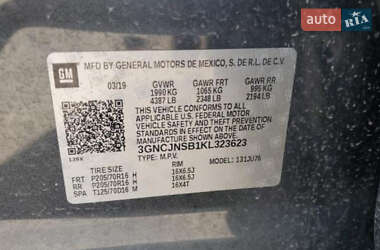 auto RIA.com
GM MFD BY GENERAL MOTORS DE MEXICO, S. DE R.L. DE C.V.
03/19 GVWR GAWR FRT GAWR RR
1990 KG 1065 KG 995 KG
4387 LB 2348 LB 2194 LB
THIS VEHICLE CONFORMS TO ALL
APPLICABLE U.S. FEDERAL MOTOR
VEHICLE SAFETY, BUMPER, AND THEFT
PREVENTION STANDARDS IN EFFECT ON
THE DATE OF MANUFACTURE SHOWN ABOVE.
3GNCJNSB1KL323623
TYPE: M.P.V. MODEL: 1J
TIRE SIZE RIM
FRT P205/70R16 H 16X6.5J
RR P205/70R16 H 16X6.5J
SPA T125/70D16 M 16X4T